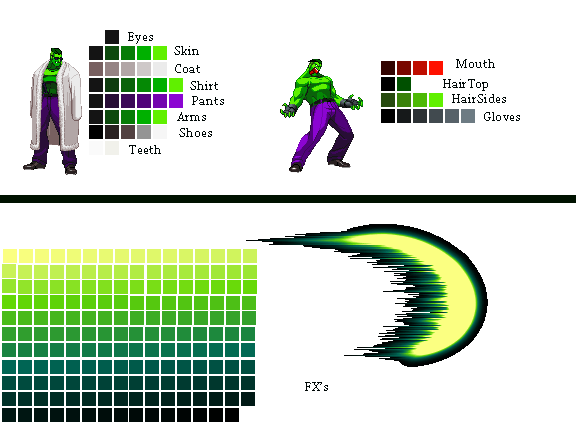 Eyes
Skin
Coat
Shirt
Pants
Arms
Shoes
Teeth
Mouth
HairTop
HairSides
Gloves
FX's